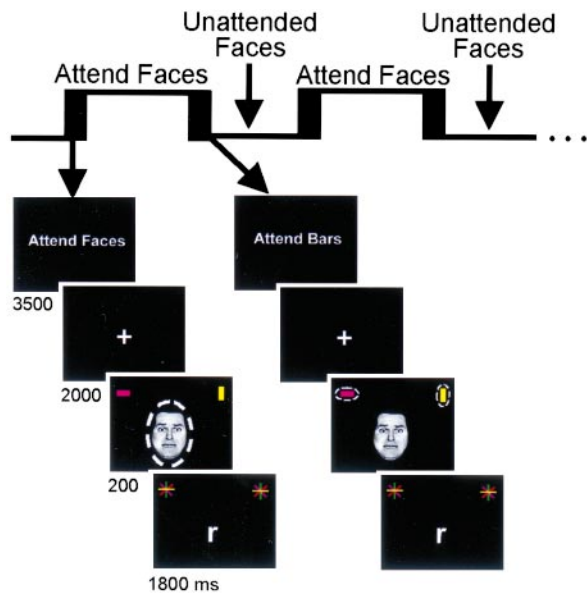 Unattended Faces
Unattended Faces
Attend Faces
Attend Faces
. . .
Attend Faces
Attend Bars
3500
+
+
2000
200
r
r
1800 ms